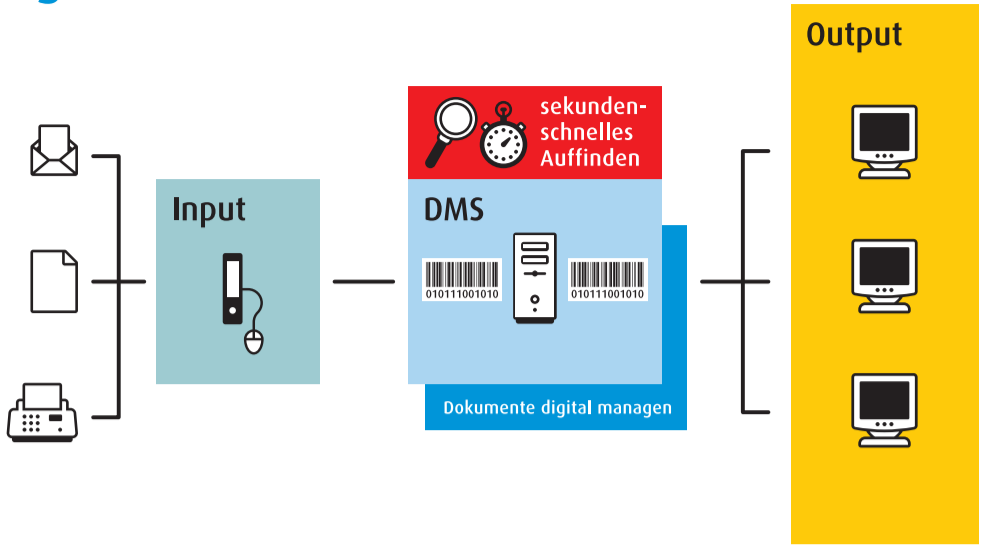 Output
sekunden-
schnelles
Auffinden
Input
DMS
010111001010
010111001010
Dokumente digital managen